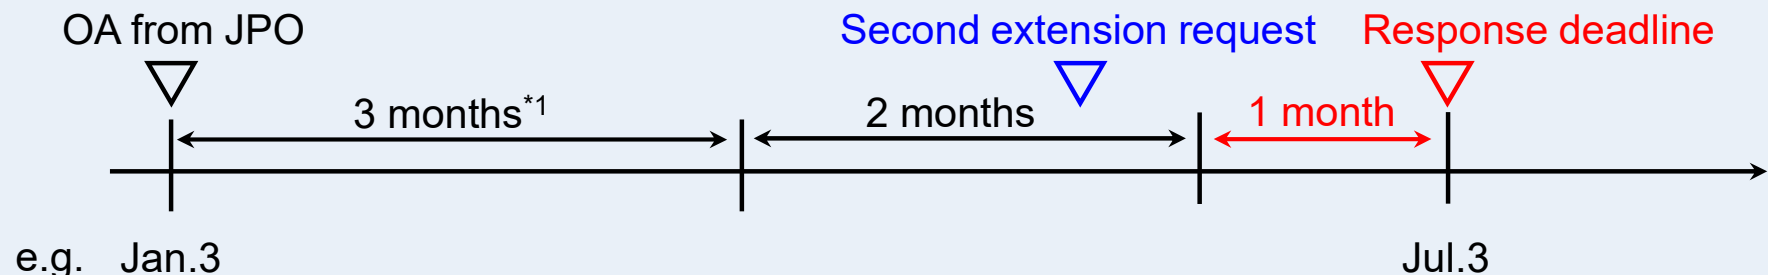 OA from JPO
Second extension request
Response deadline
3 months*1
2 months
1 month
e.g. Jan.3
Jul.3